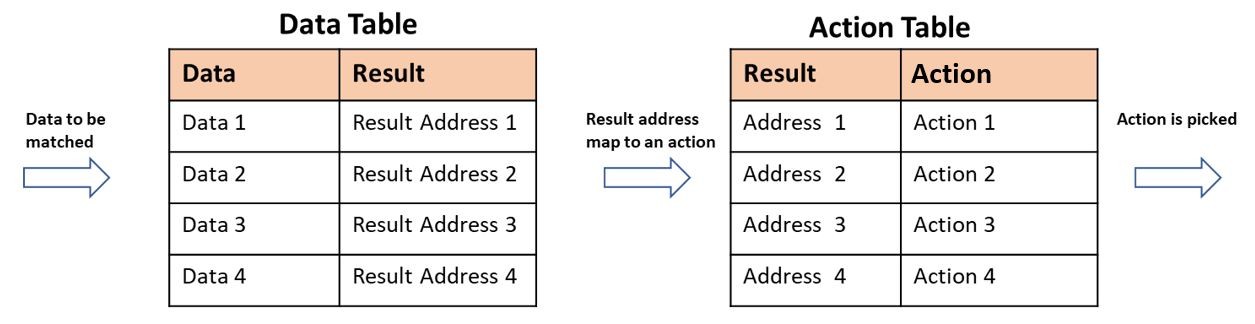 Data Table
Action Table
Data to be
matched
Data Result
Data 1 Result Address 1
Data 2 Result Address 2
Data 3 Result Address 3
Data 4 Result Address 4
Result address
map to an action
Result Action
Address 1 Action 1
Address 2 Action 2
Address 3 Action 3
Address 4 Action 4
Action is picked